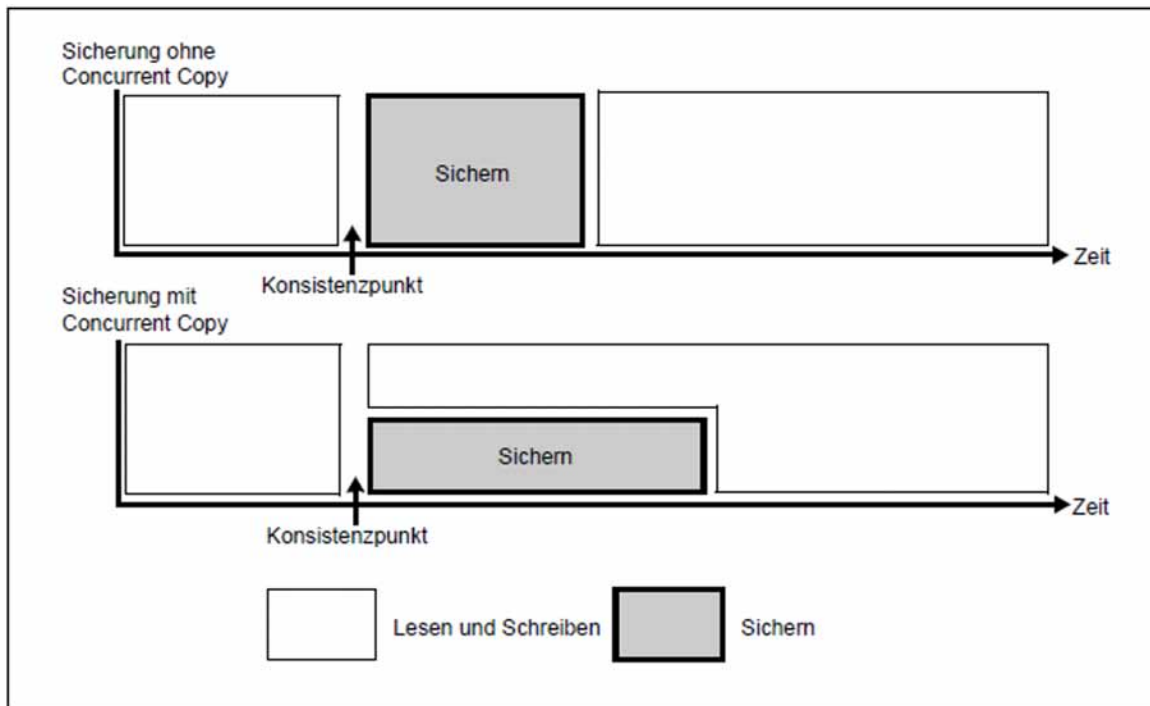 Sicherung ohne
Concurrent Copy
Sichern
Zeit
Konsistenzpunkt
Sicherung mit
Concurrent Copy
Sichern
Zeit
Konsistenzpunkt
Lesen und Schreiben
Sichern